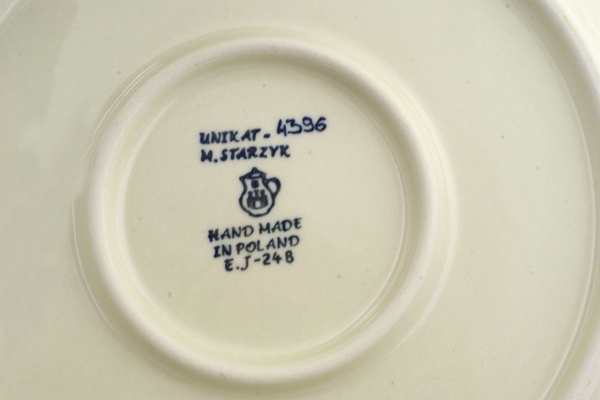 UNIKAT - 4396
M. STARZYK
HAND MADE
IN POLAND
E.J-248